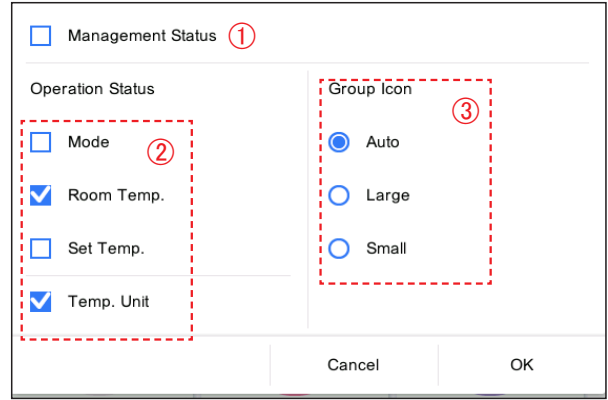 Management Status ①
Operation Status
Mode ②
Room Temp.
Set Temp.
Temp. Unit
Group Icon
③
Auto
Large
Small
Cancel
OK